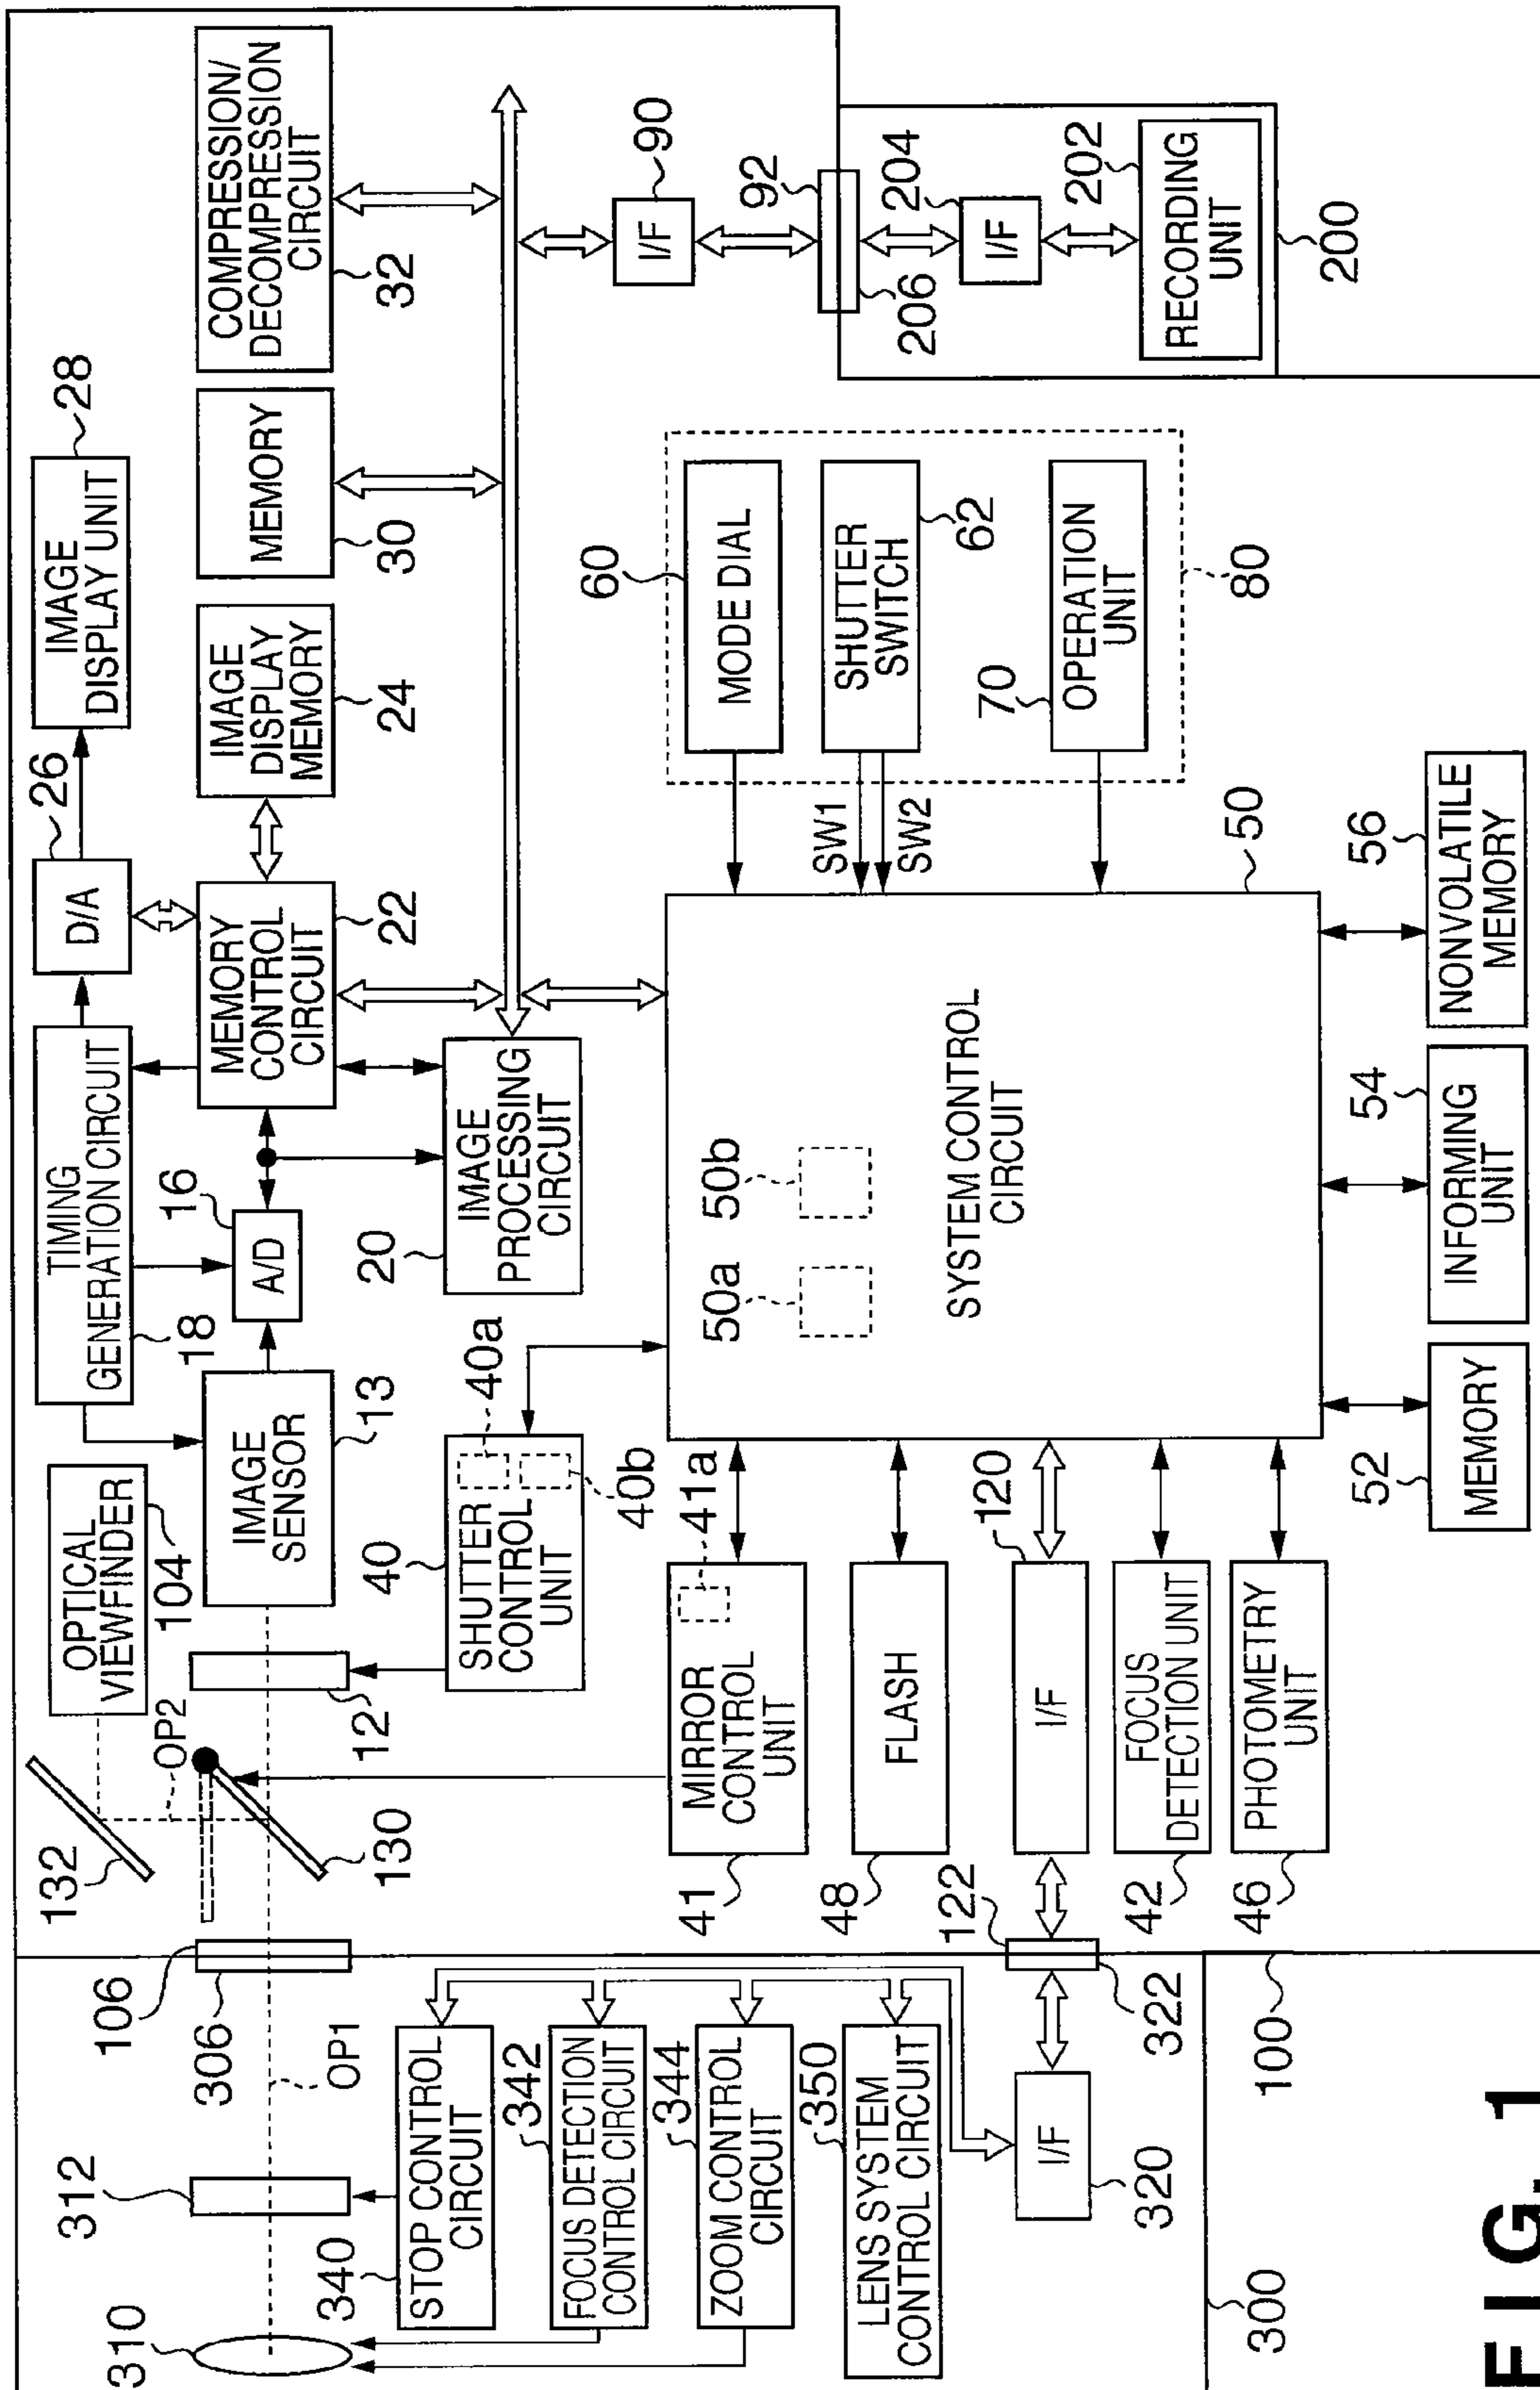 310
312
306
106
OP1
132
130
OP2
OPTICAL
VIEWFINDER
104
12
IMAGE
SENSOR
13
TIMING
GENERATION CIRCUIT
18
A/D
16
D/A
26
IMAGE
DISPLAY UNIT
28
MEMORY
CONTROL
CIRCUIT
22
IMAGE
DISPLAY
MEMORY
24
MEMORY
30
COMPRESSION/
DECOMPRESSION
CIRCUIT
32
IMAGE
PROCESSING
CIRCUIT
20
SHUTTER
CONTROL
UNIT
40
40a
40b
340
STOP CONTROL
CIRCUIT
342
FOCUS DETECTION
CONTROL CIRCUIT
344
ZOOM CONTROL
CIRCUIT
350
LENS SYSTEM
CONTROL CIRCUIT
I/F
320
322
122
300
100
MIRROR
CONTROL
UNIT
41
41a
FLASH
48
I/F
120
FOCUS
DETECTION UNIT
42
PHOTOMETRY
UNIT
46
SYSTEM CONTROL
CIRCUIT
50
50a
50b
MEMORY
52
INFORMING
UNIT
54
NONVOLATILE
MEMORY
56
MODE DIAL
60
SHUTTER
SWITCH
62
SW1
SW2
OPERATION
UNIT
70
80
I/F
90
92
206
I/F
204
RECORDING
UNIT
202
200
FIG. 1